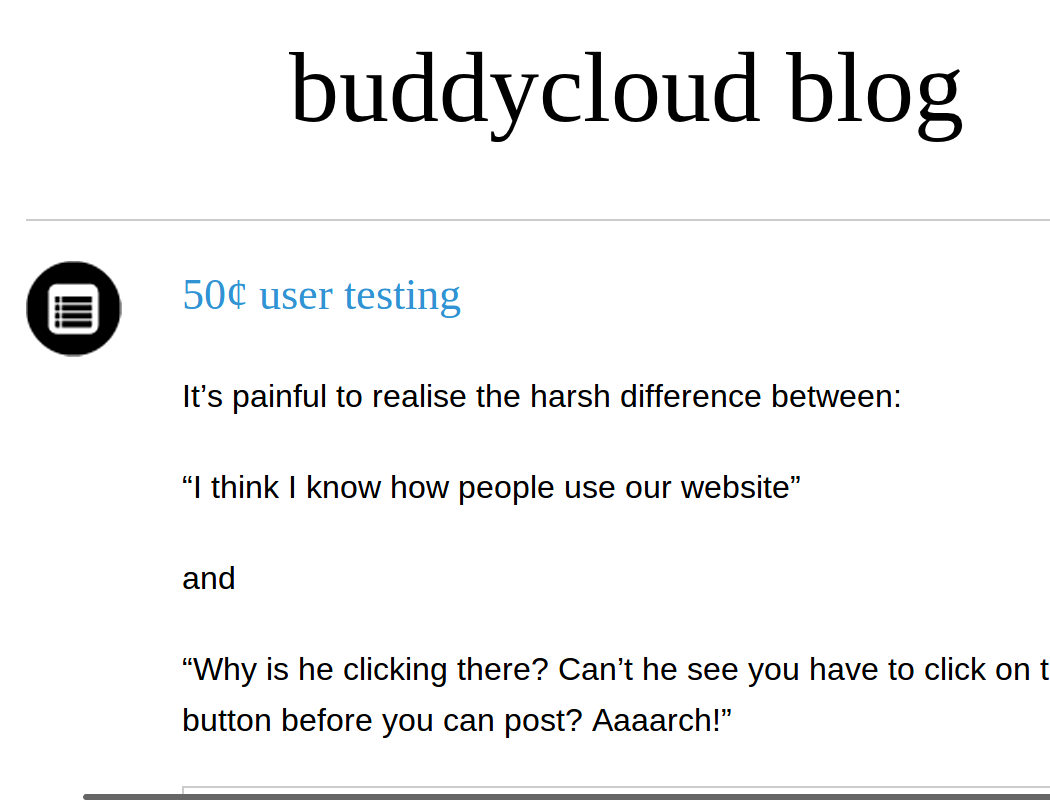 buddycloud blog
50¢ user testing
It’s painful to realise the harsh difference between:
“I think I know how people use our website”
and
“Why is he clicking there? Can’t he see you have to click on
button before you can post? Aaaarch!”